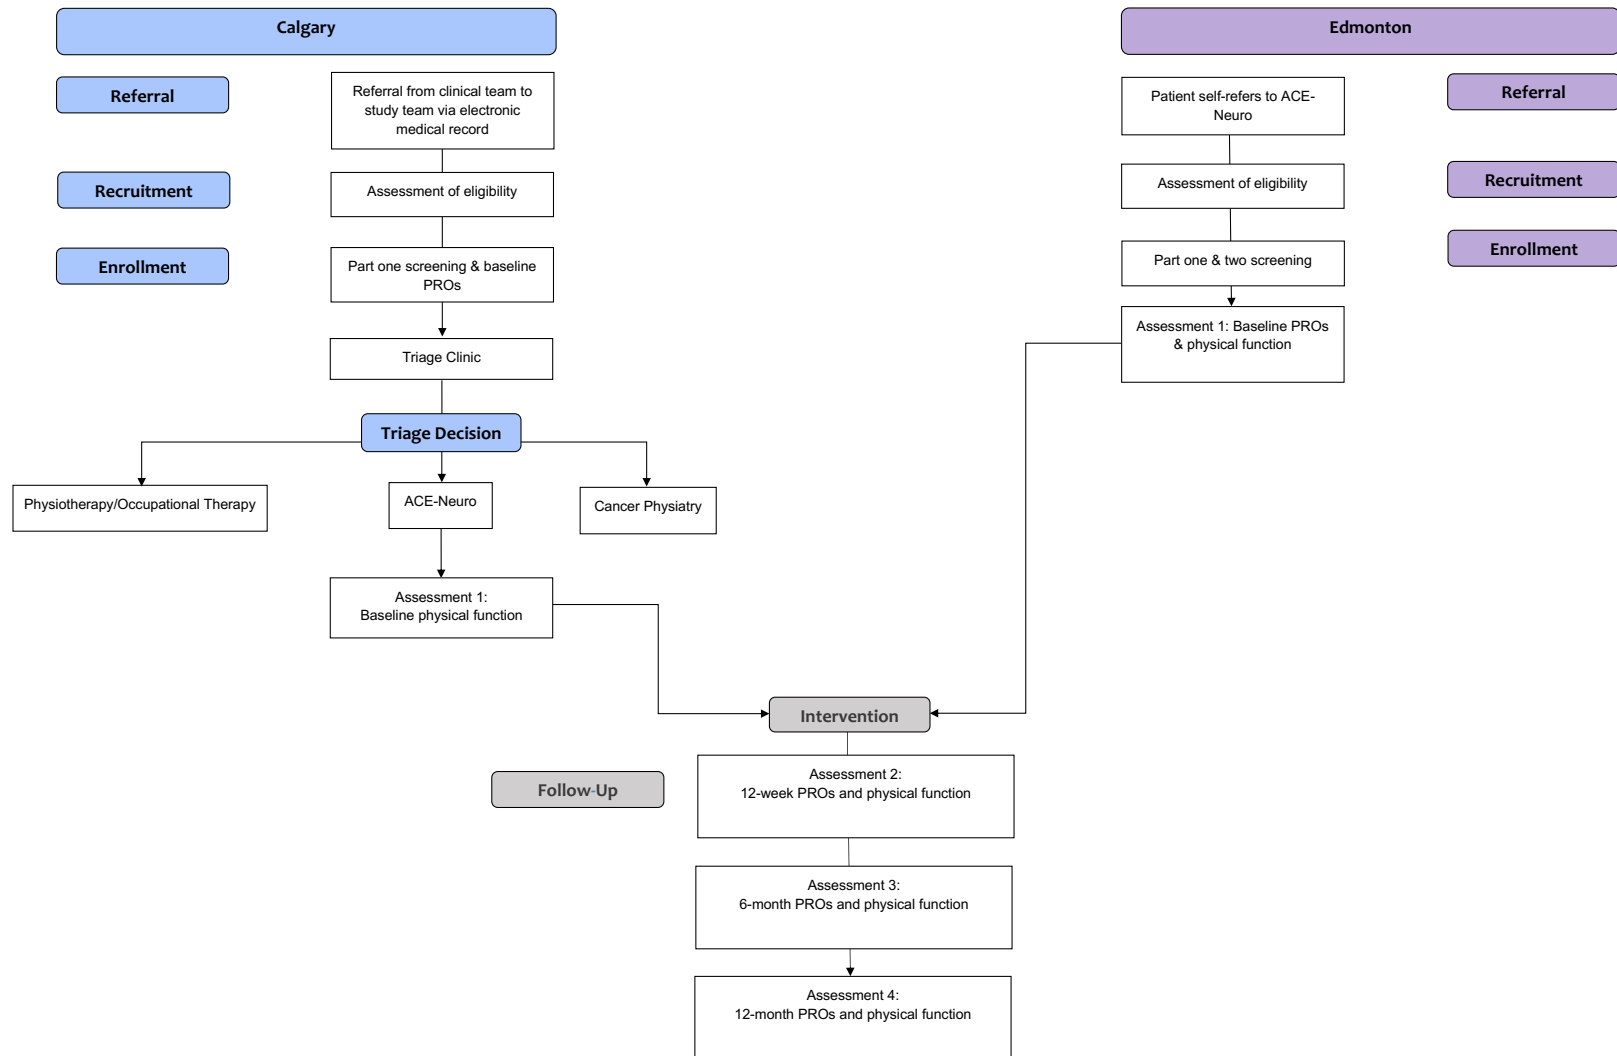 Calgary
Edmonton
Referral
Referral from clinical team to
study team via electronic
medical record
Patient self-refers to ACE-
Neuro
Referral
Recruitment
Assessment of eligibility
Assessment of eligibility
Recruitment
Enrollment
Part one screening & baseline
PROs
Part one & two screening
Enrollment
Triage Clinic
Assessment 1: Baseline PROs
& physical function
Triage Decision
Physiotherapy/Occupational Therapy
ACE-Neuro
Cancer Physiatry
Assessment 1:
Baseline physical function
Intervention
Follow-Up
Assessment 2:
12-week PROs and physical function
Assessment 3:
6-month PROs and physical function
Assessment 4:
12-month PROs and physical function